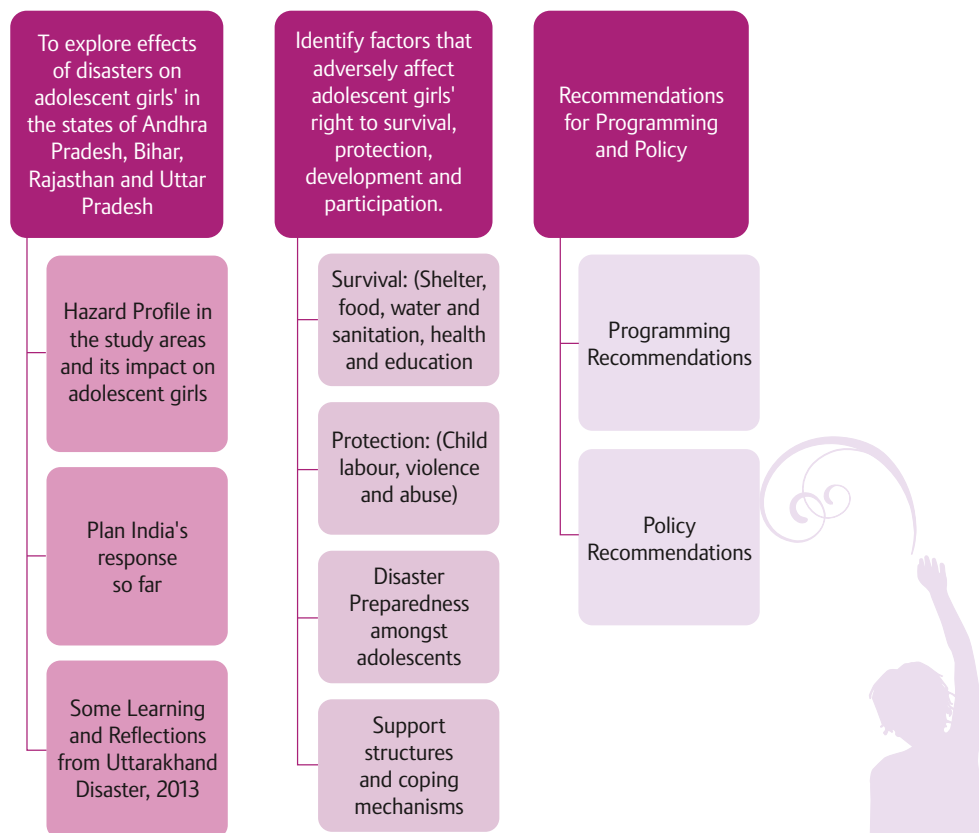 To explore effects
of disasters on
adolescent girls' in
the states of Andhra
Pradesh, Bihar,
Rajasthan and Uttar
Pradesh
Hazard Profile in
the study areas
and its impact on
adolescent girls
Plan India's
response
so far
Some Learning
and Reflections
from Uttarakhand
Disaster, 2013
Identify factors that
adversely affect
adolescent girls'
right to survival,
protection,
development and
participation.
Survival: (Shelter,
food, water and
sanitation, health
and education
Protection: (Child
labour, violence
and abuse)
Disaster
Preparedness
amongst
adolescents
Support
structures
and coping
mechanisms
Recommendations
for Programming
and Policy
Programming
Recommendations
Policy
Recommendations